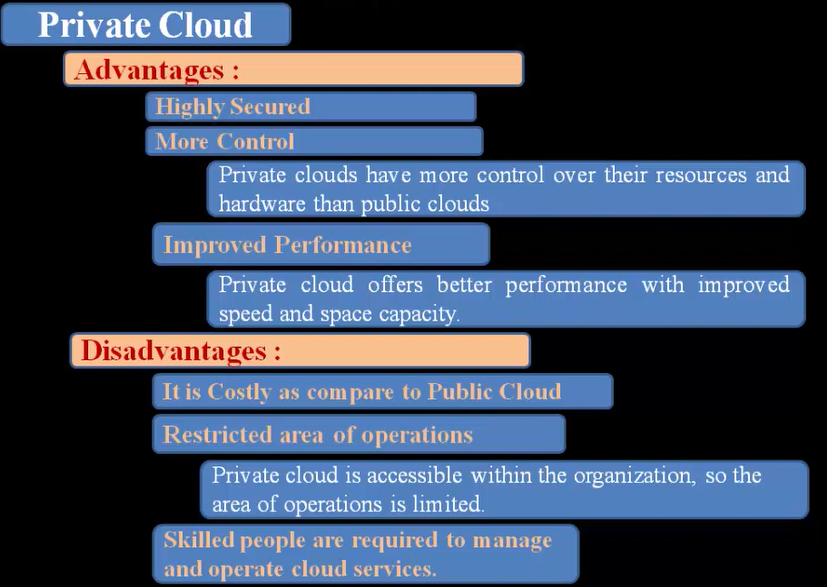 Private Cloud
Advantages :
Highly Secured
More Control
Private clouds have more control over their resources and
hardware than public clouds
Improved Performance
Private cloud offers better performance with improved
speed and space capacity.
Disadvantages :
It is Costly as compare to Public Cloud
Restricted area of operations
Private cloud is accessible within the organization, so the
area of operations is limited.
Skilled people are required to manage
and operate cloud services.